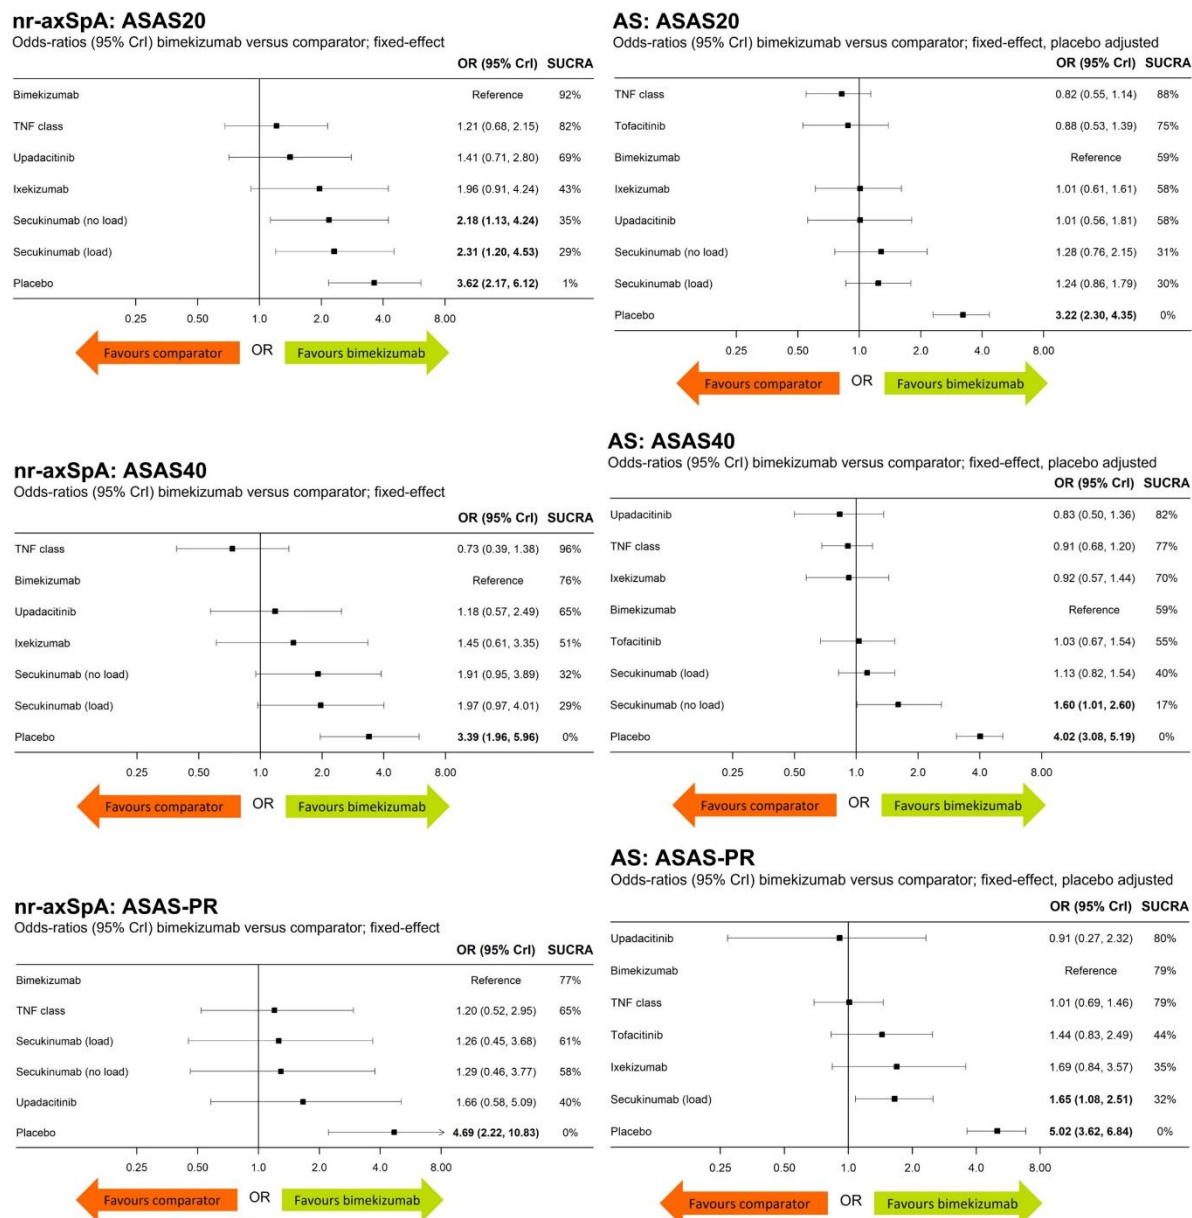 nr-axSpA: ASAS20
Odds-ratios (95% CrI) bimekizumab versus comparator; fixed-effect
OR (95% CrI) SUCRA
Bimekizumab Reference 92%
TNF class 1.21 (0.68, 2.15) 82%
Upadacitinib 1.41 (0.71, 2.80) 69%
Ixekizumab 1.96 (0.91, 4.24) 43%
Secukinumab (no load) 2.18 (1.13, 4.24) 35%
Secukinumab (load) 2.31 (1.20, 4.53) 29%
Placebo 3.62 (2.17, 6.12) 1%
0.25 0.50 1.0 2.0 4.0 8.00
Favours comparator OR Favours bimekizumab
AS: ASAS20
Odds-ratios (95% CrI) bimekizumab versus comparator; fixed-effect, placebo adjusted
OR (95% CrI) SUCRA
TNF class 0.82 (0.55, 1.14) 88%
Tofacitinib 0.88 (0.53, 1.39) 75%
Bimekizumab Reference 59%
Ixekizumab 1.01 (0.61, 1.61) 58%
Upadacitinib 1.01 (0.56, 1.81) 58%
Secukinumab (no load) 1.28 (0.76, 2.15) 31%
Secukinumab (load) 1.24 (0.86, 1.79) 30%
Placebo 3.22 (2.30, 4.35) 0%
0.25 0.50 1.0 2.0 4.0 8.00
Favours comparator OR Favours bimekizumab
nr-axSpA: ASAS40
Odds-ratios (95% CrI) bimekizumab versus comparator; fixed-effect
OR (95% CrI) SUCRA
TNF class 0.73 (0.39, 1.38) 96%
Bimekizumab Reference 76%
Upadacitinib 1.18 (0.57, 2.49) 65%
Ixekizumab 1.45 (0.61, 3.35) 51%
Secukinumab (no load) 1.91 (0.95, 3.89) 32%
Secukinumab (load) 1.97 (0.97, 4.01) 29%
Placebo 3.39 (1.96, 5.96) 0%
0.25 0.50 1.0 2.0 4.0 8.00
Favours comparator OR Favours bimekizumab
AS: ASAS40
Odds-ratios (95% CrI) bimekizumab versus comparator; fixed-effect, placebo adjusted
OR (95% CrI) SUCRA
Upadacitinib 0.83 (0.50, 1.36) 82%
TNF class 0.91 (0.68, 1.20) 77%
Ixekizumab 0.92 (0.57, 1.44) 70%
Bimekizumab Reference 59%
Tofacitinib 1.03 (0.67, 1.54) 55%
Secukinumab (load) 1.13 (0.82, 1.54) 40%
Secukinumab (no load) 1.60 (1.01, 2.60) 17%
Placebo 4.02 (3.08, 5.19) 0%
0.25 0.50 1.0 2.0 4.0 8.00
Favours comparator OR Favours bimekizumab
nr-axSpA: ASAS-PR
Odds-ratios (95% CrI) bimekizumab versus comparator; fixed-effect
OR (95% CrI) SUCRA
Bimekizumab Reference 77%
TNF class 1.20 (0.52, 2.95) 65%
Secukinumab (load) 1.26 (0.45, 3.68) 61%
Secukinumab (no load) 1.29 (0.46, 3.77) 58%
Upadacitinib 1.66 (0.58, 5.09) 40%
Placebo 4.69 (2.22, 10.83) 0%
0.25 0.50 1.0 2.0 4.0 8.00
Favours comparator OR Favours bimekizumab
AS: ASAS-PR
Odds-ratios (95% CrI) bimekizumab versus comparator; fixed-effect, placebo adjusted
OR (95% CrI) SUCRA
Upadacitinib 0.91 (0.27, 2.32) 80%
Bimekizumab Reference 79%
TNF class 1.01 (0.69, 1.46) 79%
Tofacitinib 1.44 (0.83, 2.49) 44%
Ixekizumab 1.69 (0.84, 3.57) 35%
Secukinumab (load) 1.65 (1.08, 2.51) 32%
Placebo 5.02 (3.62, 6.84) 0%
0.25 0.50 1.0 2.0 4.0 8.00
Favours comparator OR Favours bimekizumab